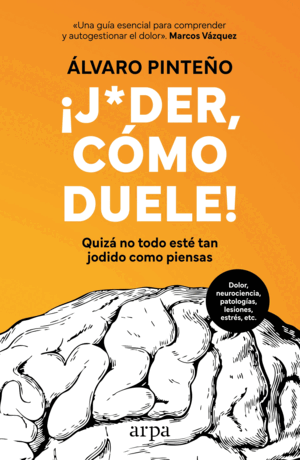 «Una guía esencial para comprender
y autogestionar el dolor». Marcos Vázquez
ÁLVARO PINTEÑO
¡J*DER,
CÓMO
DUELE!
Quizá no todo esté tan
jodido como piensas
Dolor,
neurociencia,
patologías,
lesiones,
estrés, etc.
arpa